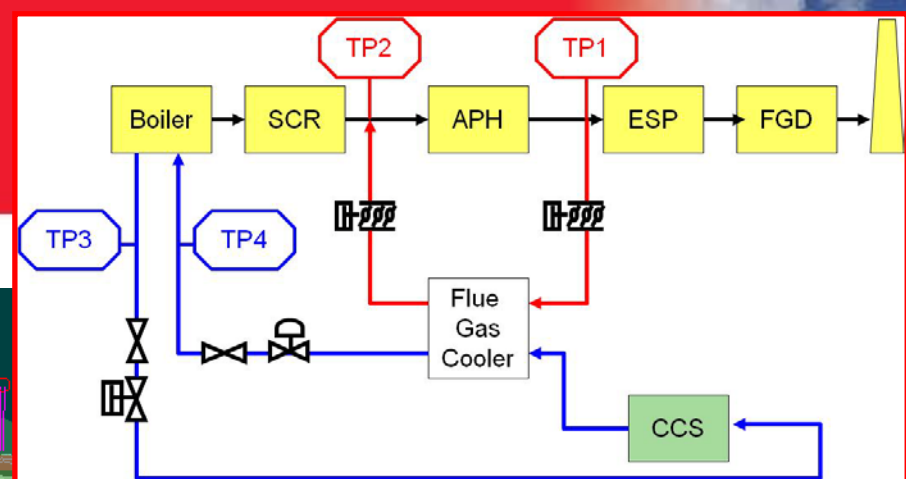 TP2
TP1
Boiler
SCR
APH
ESP
FGD
TP3
TP4
Flue
Gas
Cooler
CCS